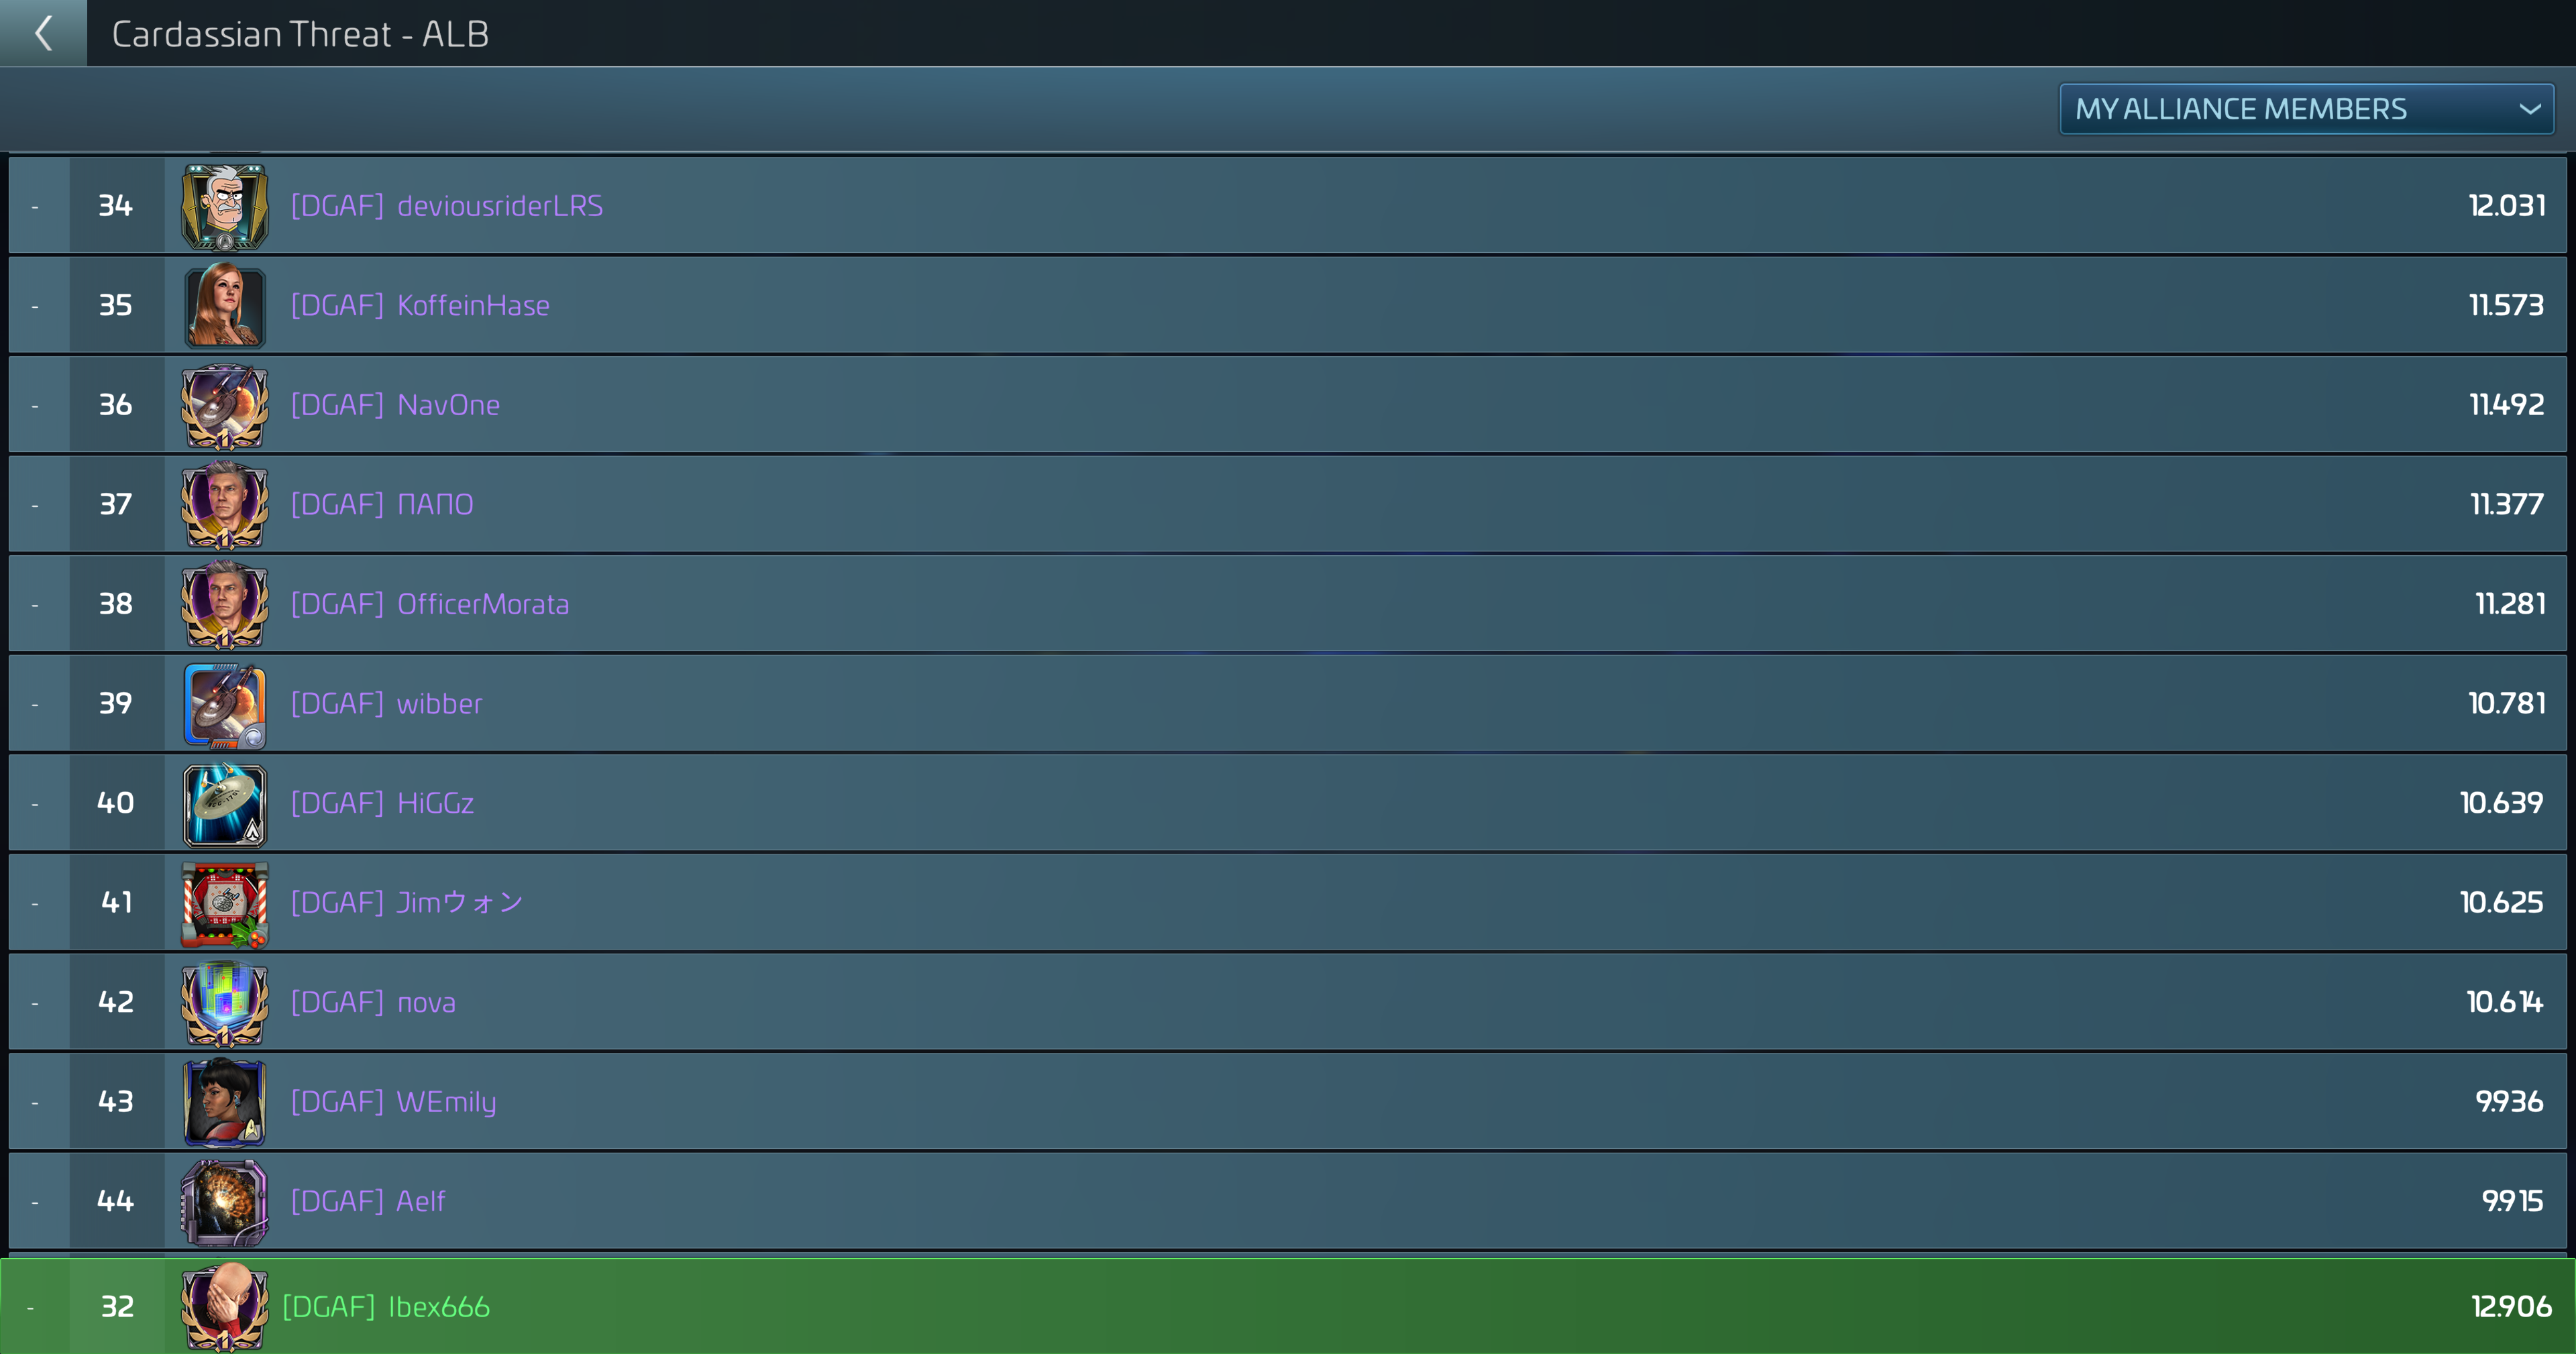 Cardassian Threat - ALB
MY ALLIANCE MEMBERS
- 34 [DGAF] deviousriderLRS 12.031
- 35 [DGAF] KoffeinHase 11.573
- 36 [DGAF] NavOne 11.492
- 37 [DGAF] ПАПО 11.377
- 38 [DGAF] OfficerMorata 11.281
- 39 [DGAF] wibber 10.781
- 40 [DGAF] HiGGz 10.639
- 41 [DGAF] Jimウォン 10.625
- 42 [DGAF] nova 10.614
- 43 [DGAF] WEmily 9.936
- 44 [DGAF] Aelf 9.915
- 32 [DGAF] Ibex666 12.906